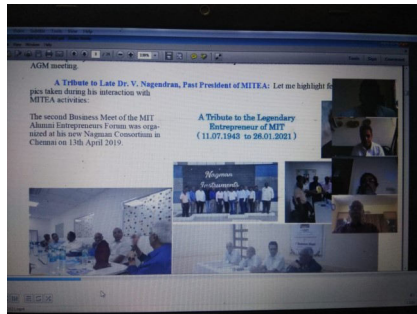 AGM meeting.
A Tribute to Late Dr. V. Nagendran, Past President of MITEA: Let me highlight
pics taken during his interaction with
MITEA activities:
The second Business Meet of the MIT
Alumni Entrepreneurs Forum was orga-
nized at his new Nagman Consortium in
Chennai on 13th April 2019.
A Tribute to the Legendary
Entrepreneur of MIT
( 11.07.1943 to 26.01.2021 )
Nagman
Instruments